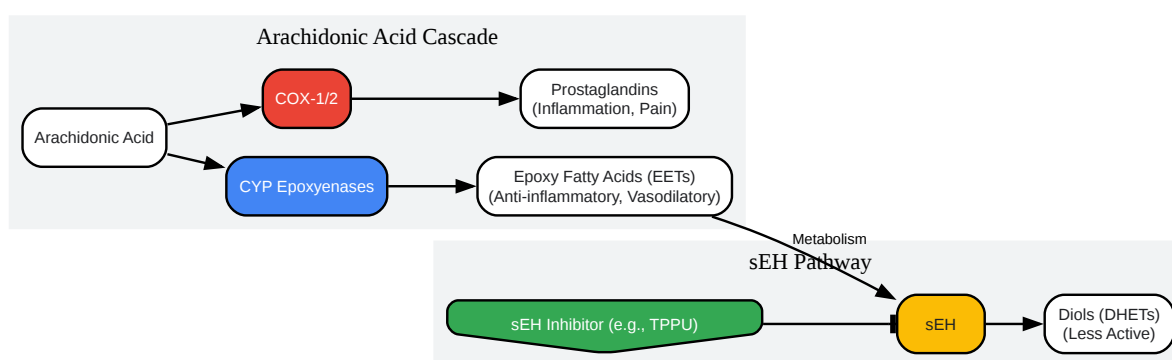 Arachidonic Acid Cascade
COX-1/2
Prostaglandins
(Inflammation, Pain)
Arachidonic Acid
CYP Epoxyenases
Epoxy Fatty Acids (EETs)
(Anti-inflammatory, Vasodilatory)
Metabolism
sEH Pathway
sEH Inhibitor (e.g., TPPU)
sEH
Diols (DHETs)
(Less Active)